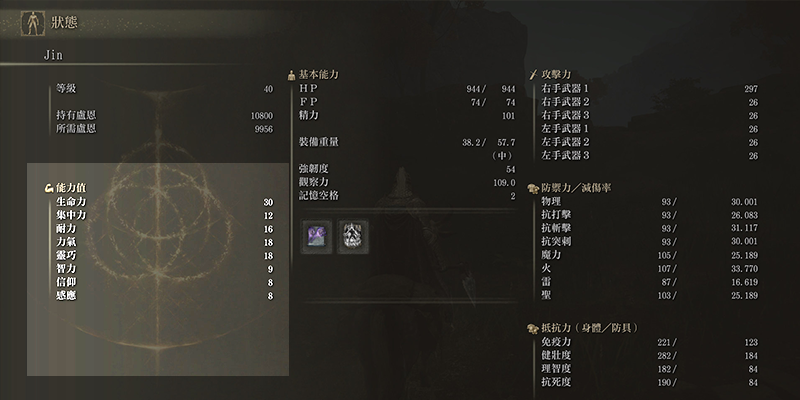 狀態
Jin
等級 40
持有盧恩 10800
所需盧恩 9956
能力值
生命力 30
集中力 12
耐力 16
力氣 18
靈巧 18
智力 9
信仰 8
感應 8
基本能力
HP 944/ 944
FP 74/ 74
精力 101
裝備重量 38.2/ 57.7
(中)
強韌度 54
觀察力 109.0
記憶空格 2
攻擊力
右手武器1 297
右手武器2 26
右手武器3 26
左手武器1 26
左手武器2 26
左手武器3 26
防禦力/減傷率
物理 93/ 30.001
抗打擊 93/ 26.083
抗斬擊 93/ 31.117
抗突刺 93/ 30.001
魔力 105/ 25.189
火 107/ 33.770
雷 87/ 16.619
聖 103/ 25.189
抵抗力(身體/防具)
免疫力 221/ 123
健壯度 282/ 184
理智度 182/ 84
抗死度 190/ 84